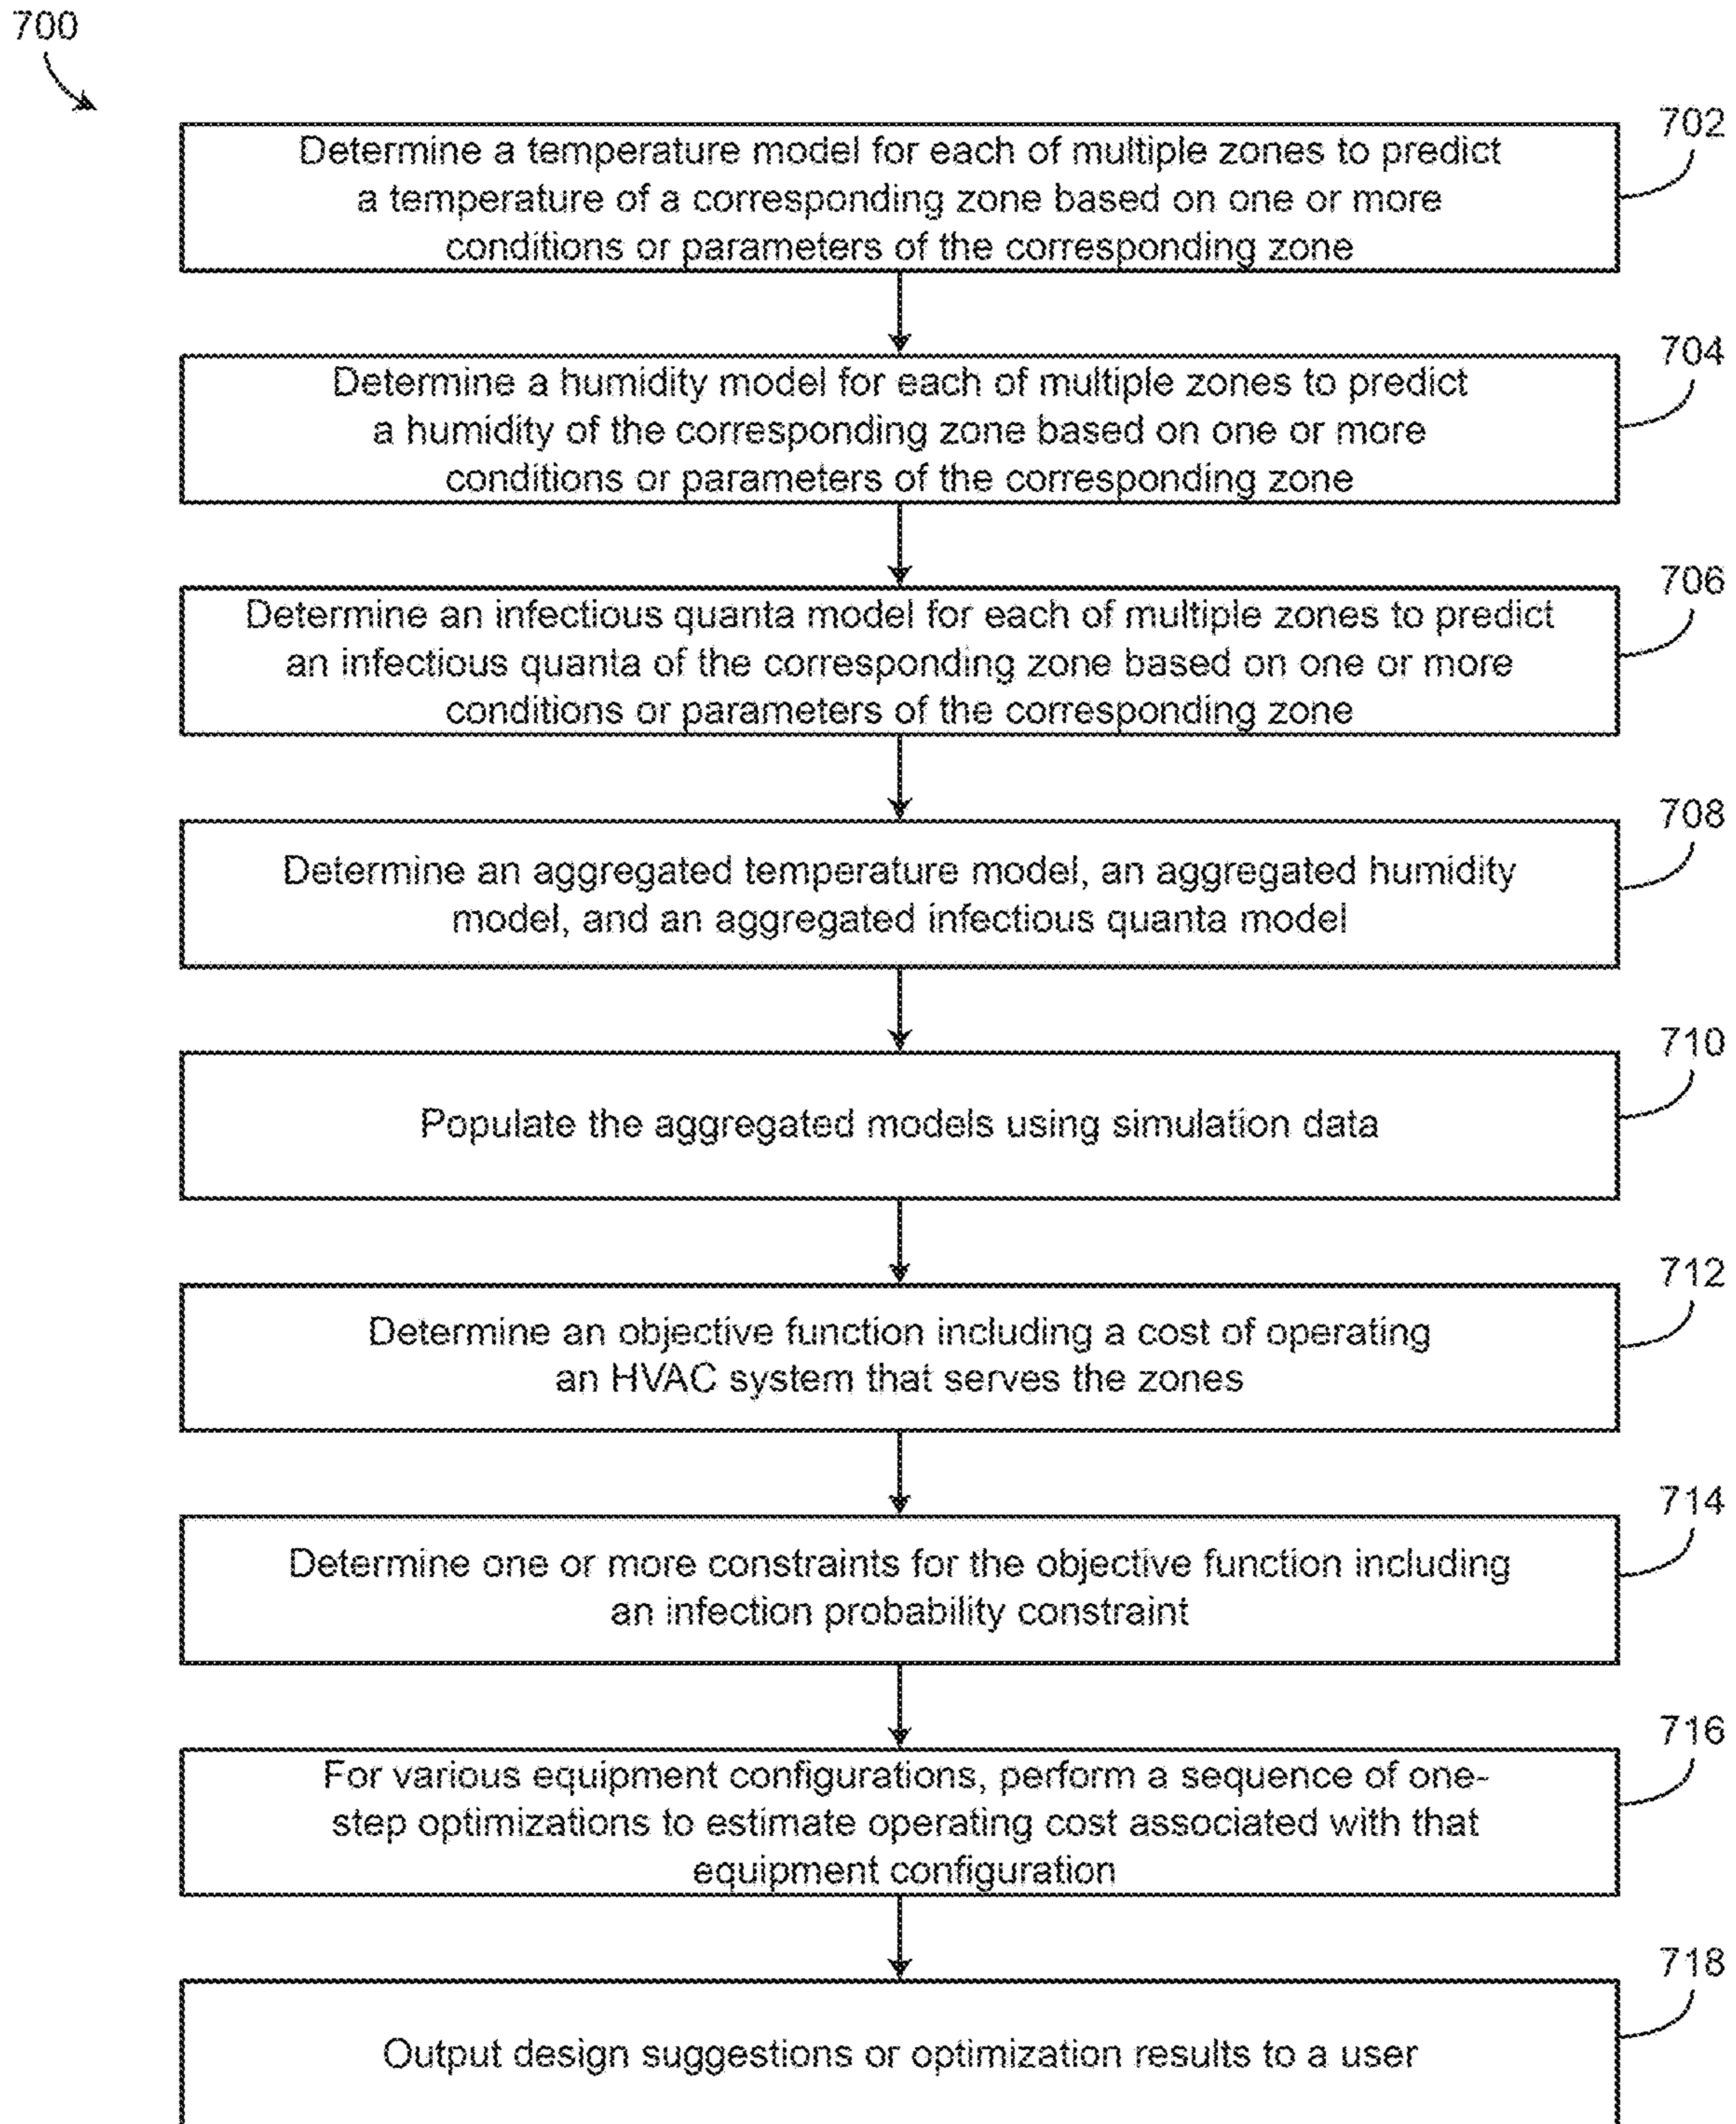 700
702
Determine a temperature model for each of multiple zones to predict
a temperature of a corresponding zone based on one or more
conditions or parameters of the corresponding zone
704
Determine a humidity model for each of multiple zones to predict
a humidity of the corresponding zone based on one or more
conditions or parameters of the corresponding zone
706
Determine an infectious quanta model for each of multiple zones to predict
an infectious quanta of the corresponding zone based on one or more
conditions or parameters of the corresponding zone
708
Determine an aggregated temperature model, an aggregated humidity
model, and an aggregated infectious quanta model
710
Populate the aggregated models using simulation data
712
Determine an objective function including a cost of operating
an HVAC system that serves the zones
714
Determine one or more constraints for the objective function including
an infection probability constraint
716
For various equipment configurations, perform a sequence of one-
step optimizations to estimate operating cost associated with that
equipment configuration
718
Output design suggestions or optimization results to a user